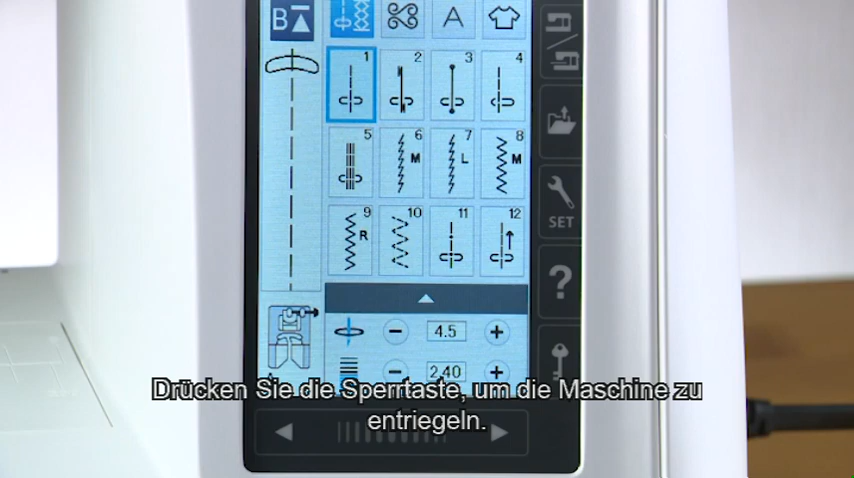 B A
1 2 3 4
5 6 M 7 L 8 M
9 R 10 11 12
SET
?
4.5
2.40
Drücken Sie die Sperrtaste, um die Maschine zu
entriegeln.